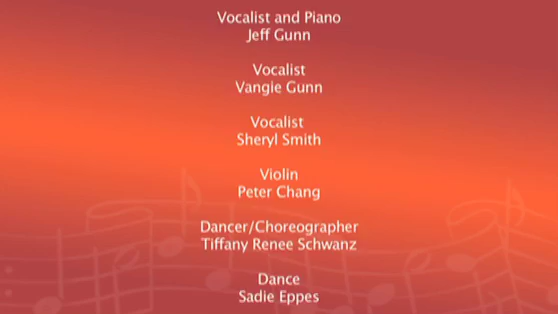 Vocalist and Piano
Jeff Gunn
Vocalist
Vangie Gunn
Vocalist
Sheryl Smith
Violin
Peter Chang
Dancer/Choreographer
Tiffany Renee Schwanz
Dance
Sadie Eppes